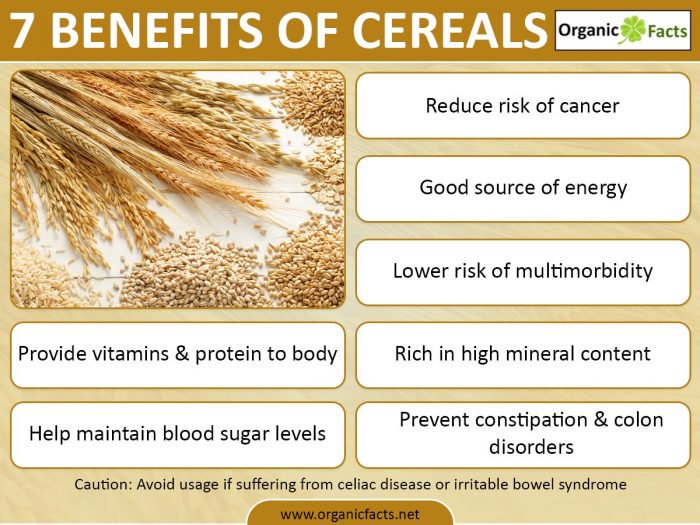 7 BENEFITS OF CEREALS
Organic Facts
Reduce risk of cancer
Good source of energy
Lower risk of multimorbidity
Provide vitamins & protein to body
Rich in high mineral content
Help maintain blood sugar levels
Prevent constipation & colon
disorders
Caution: Avoid usage if suffering from celiac disease or irritable bowel syndrome
www.organicfacts.net